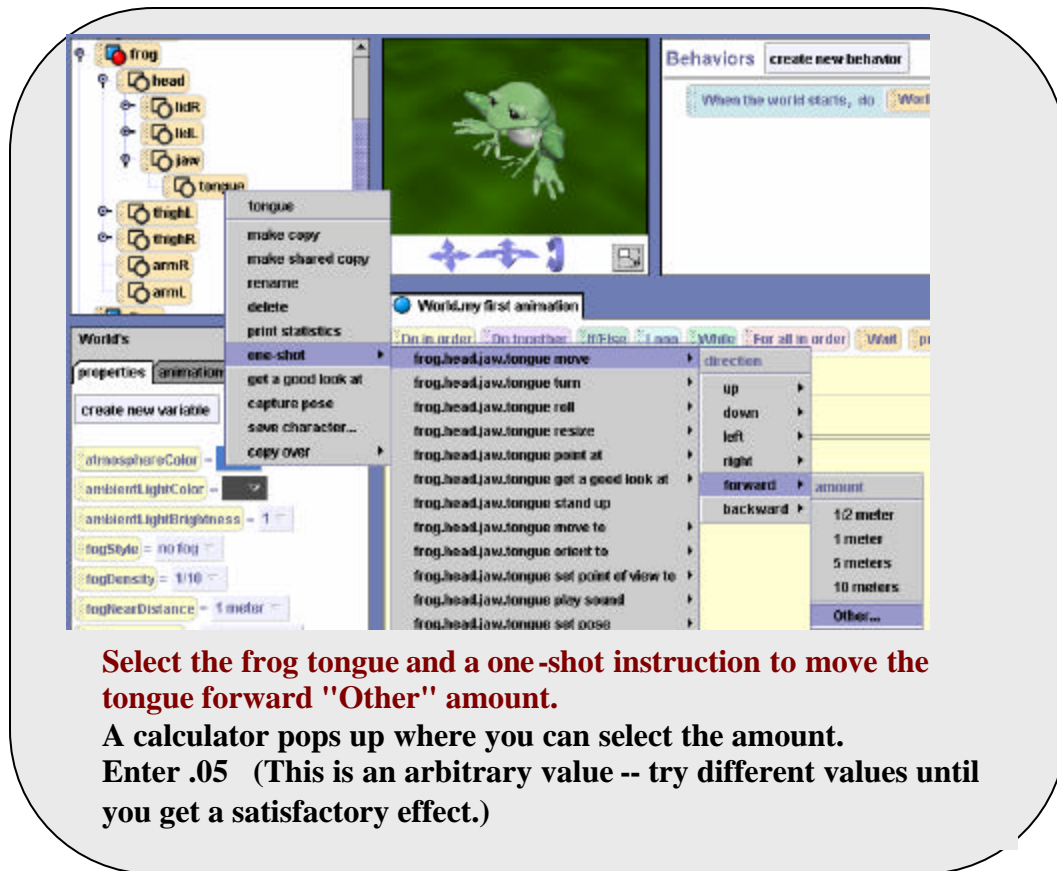 frog
head
lidR
lidL
jaw
tongue
thighL
thighR
armR
armL
Behaviors create new behavior
When the world starts, do Worl
tongue
make copy
make shared copy
rename
delete
print statistics
one-shot
get a good look at
capture pose
save character...
copy over
World's
properties animation
create new variable
atmosphereColor =
ambientLightColor =
ambientLightBrightness = 1
fogStyle = no fog
fogDensity = 1/10
fogNearDistance = 1 meter
World.my first animation
Do in order Do together If/Else Loop While For all in order Wait pr
frog.head.jaw.tongue move
frog.head.jaw.tongue turn
frog.head.jaw.tongue roll
frog.head.jaw.tongue resize
frog.head.jaw.tongue point at
frog.head.jaw.tongue get a good look at
frog.head.jaw.tongue stand up
frog.head.jaw.tongue move to
frog.head.jaw.tongue orient to
frog.head.jaw.tongue set point of view to
frog.head.jaw.tongue play sound
frog.head.jaw.tongue set pose
direction
up
down
left
right
forward
backward
amount
1/2 meter
1 meter
5 meters
10 meters
Other...
Select the frog tongue and a one-shot instruction to move the
tongue forward "Other" amount.
A calculator pops up where you can select the amount.
Enter .05 (This is an arbitrary value -- try different values until
you get a satisfactory effect.)